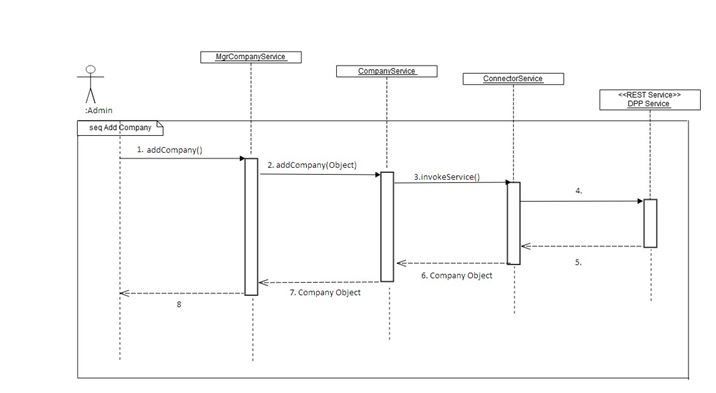 MgrCompanyService
CompanyService
ConnectorService
<<REST Service>>
DPP Service
:Admin
seq Add Company
1. addCompany()
2. addCompany(Object)
3.invokeService()
4.
5.
6. Company Object
7. Company Object
8